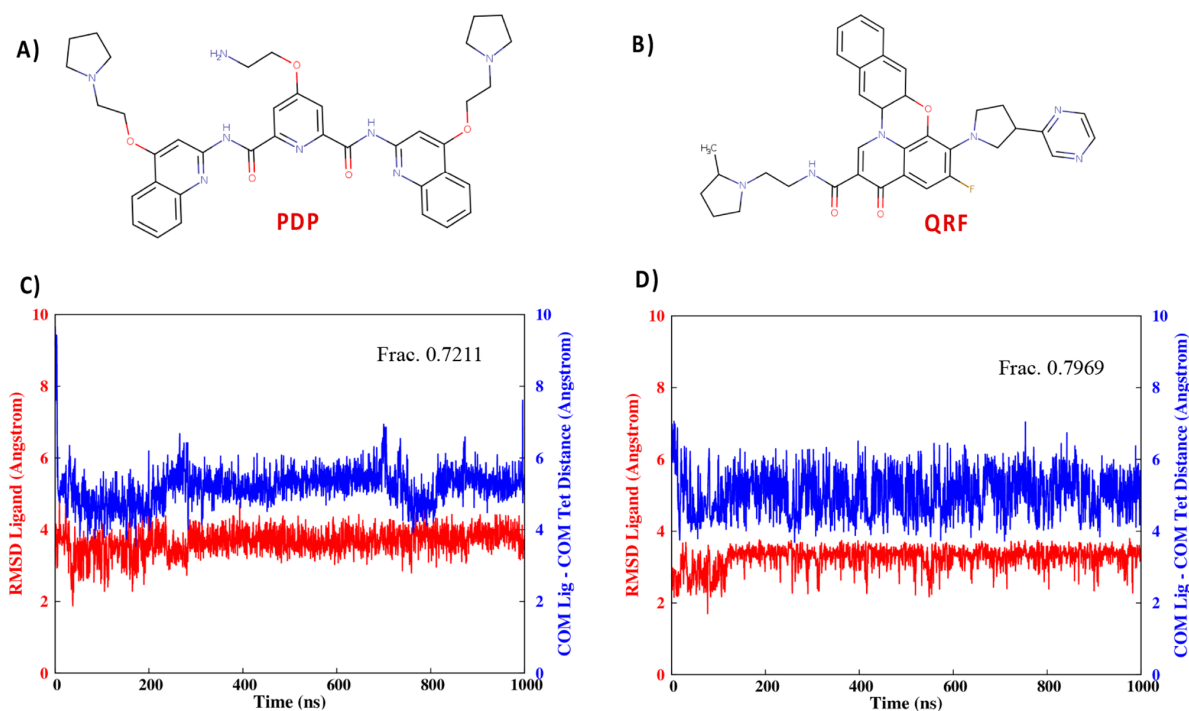 A)
B)
N
H₂N
O
N
O
N
O
H
N
N
H
N
O
N
O
O
N
PDP
O
N
N
N
N
CH₃
N
H
N
O
O
F
QRF
C)
D)
RMSD Ligand (Angstrom)
10
8
6
4
2
0
Frac. 0.7211
10
8
6
4
2
0
COM Lig - COM Tet Distance (Angstrom)
0 200 400 600 800 1000
Time (ns)
RMSD Ligand (Angstrom)
10
8
6
4
2
0
Frac. 0.7969
10
8
6
4
2
0
COM Lig - COM Tet Distance (Angstrom)
0 200 400 600 800 1000
Time (ns)